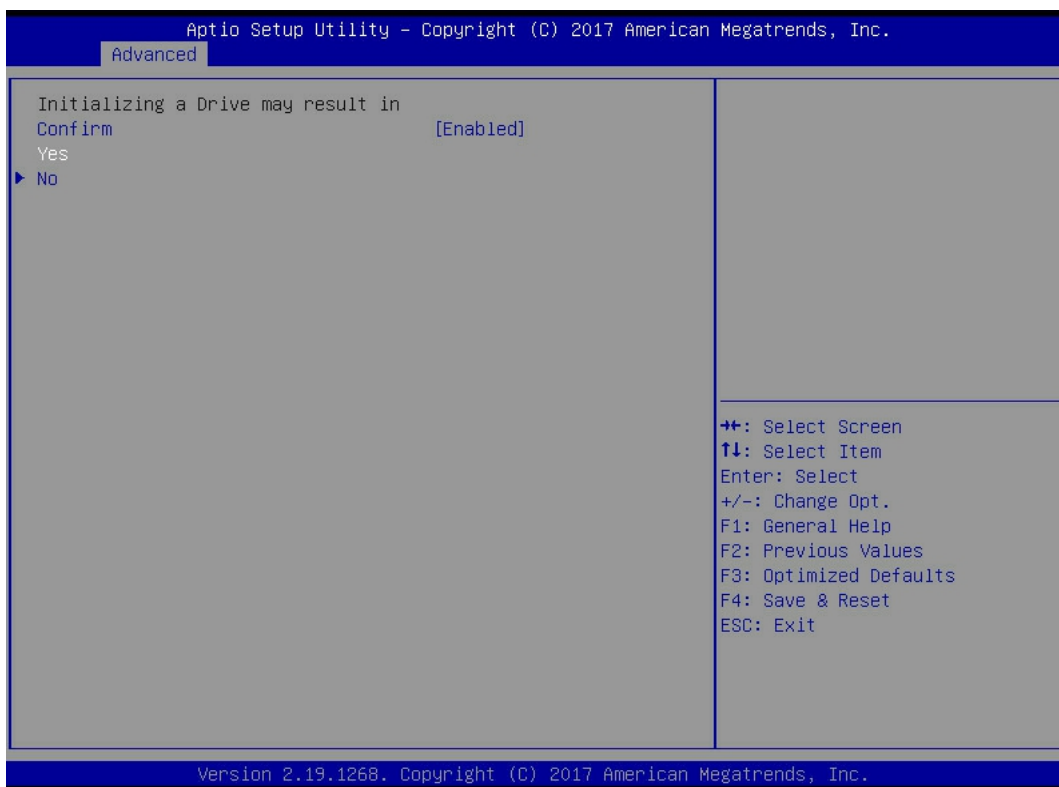 Aptio Setup Utility – Copyright (C) 2017 American Megatrends, Inc.
Advanced
Initializing a Drive may result in
Confirm [Enabled]
Yes
No
→←: Select Screen
↑↓: Select Item
Enter: Select
+/-: Change Opt.
F1: General Help
F2: Previous Values
F3: Optimized Defaults
F4: Save & Reset
ESC: Exit
Version 2.19.1268. Copyright (C) 2017 American Megatrends, Inc.